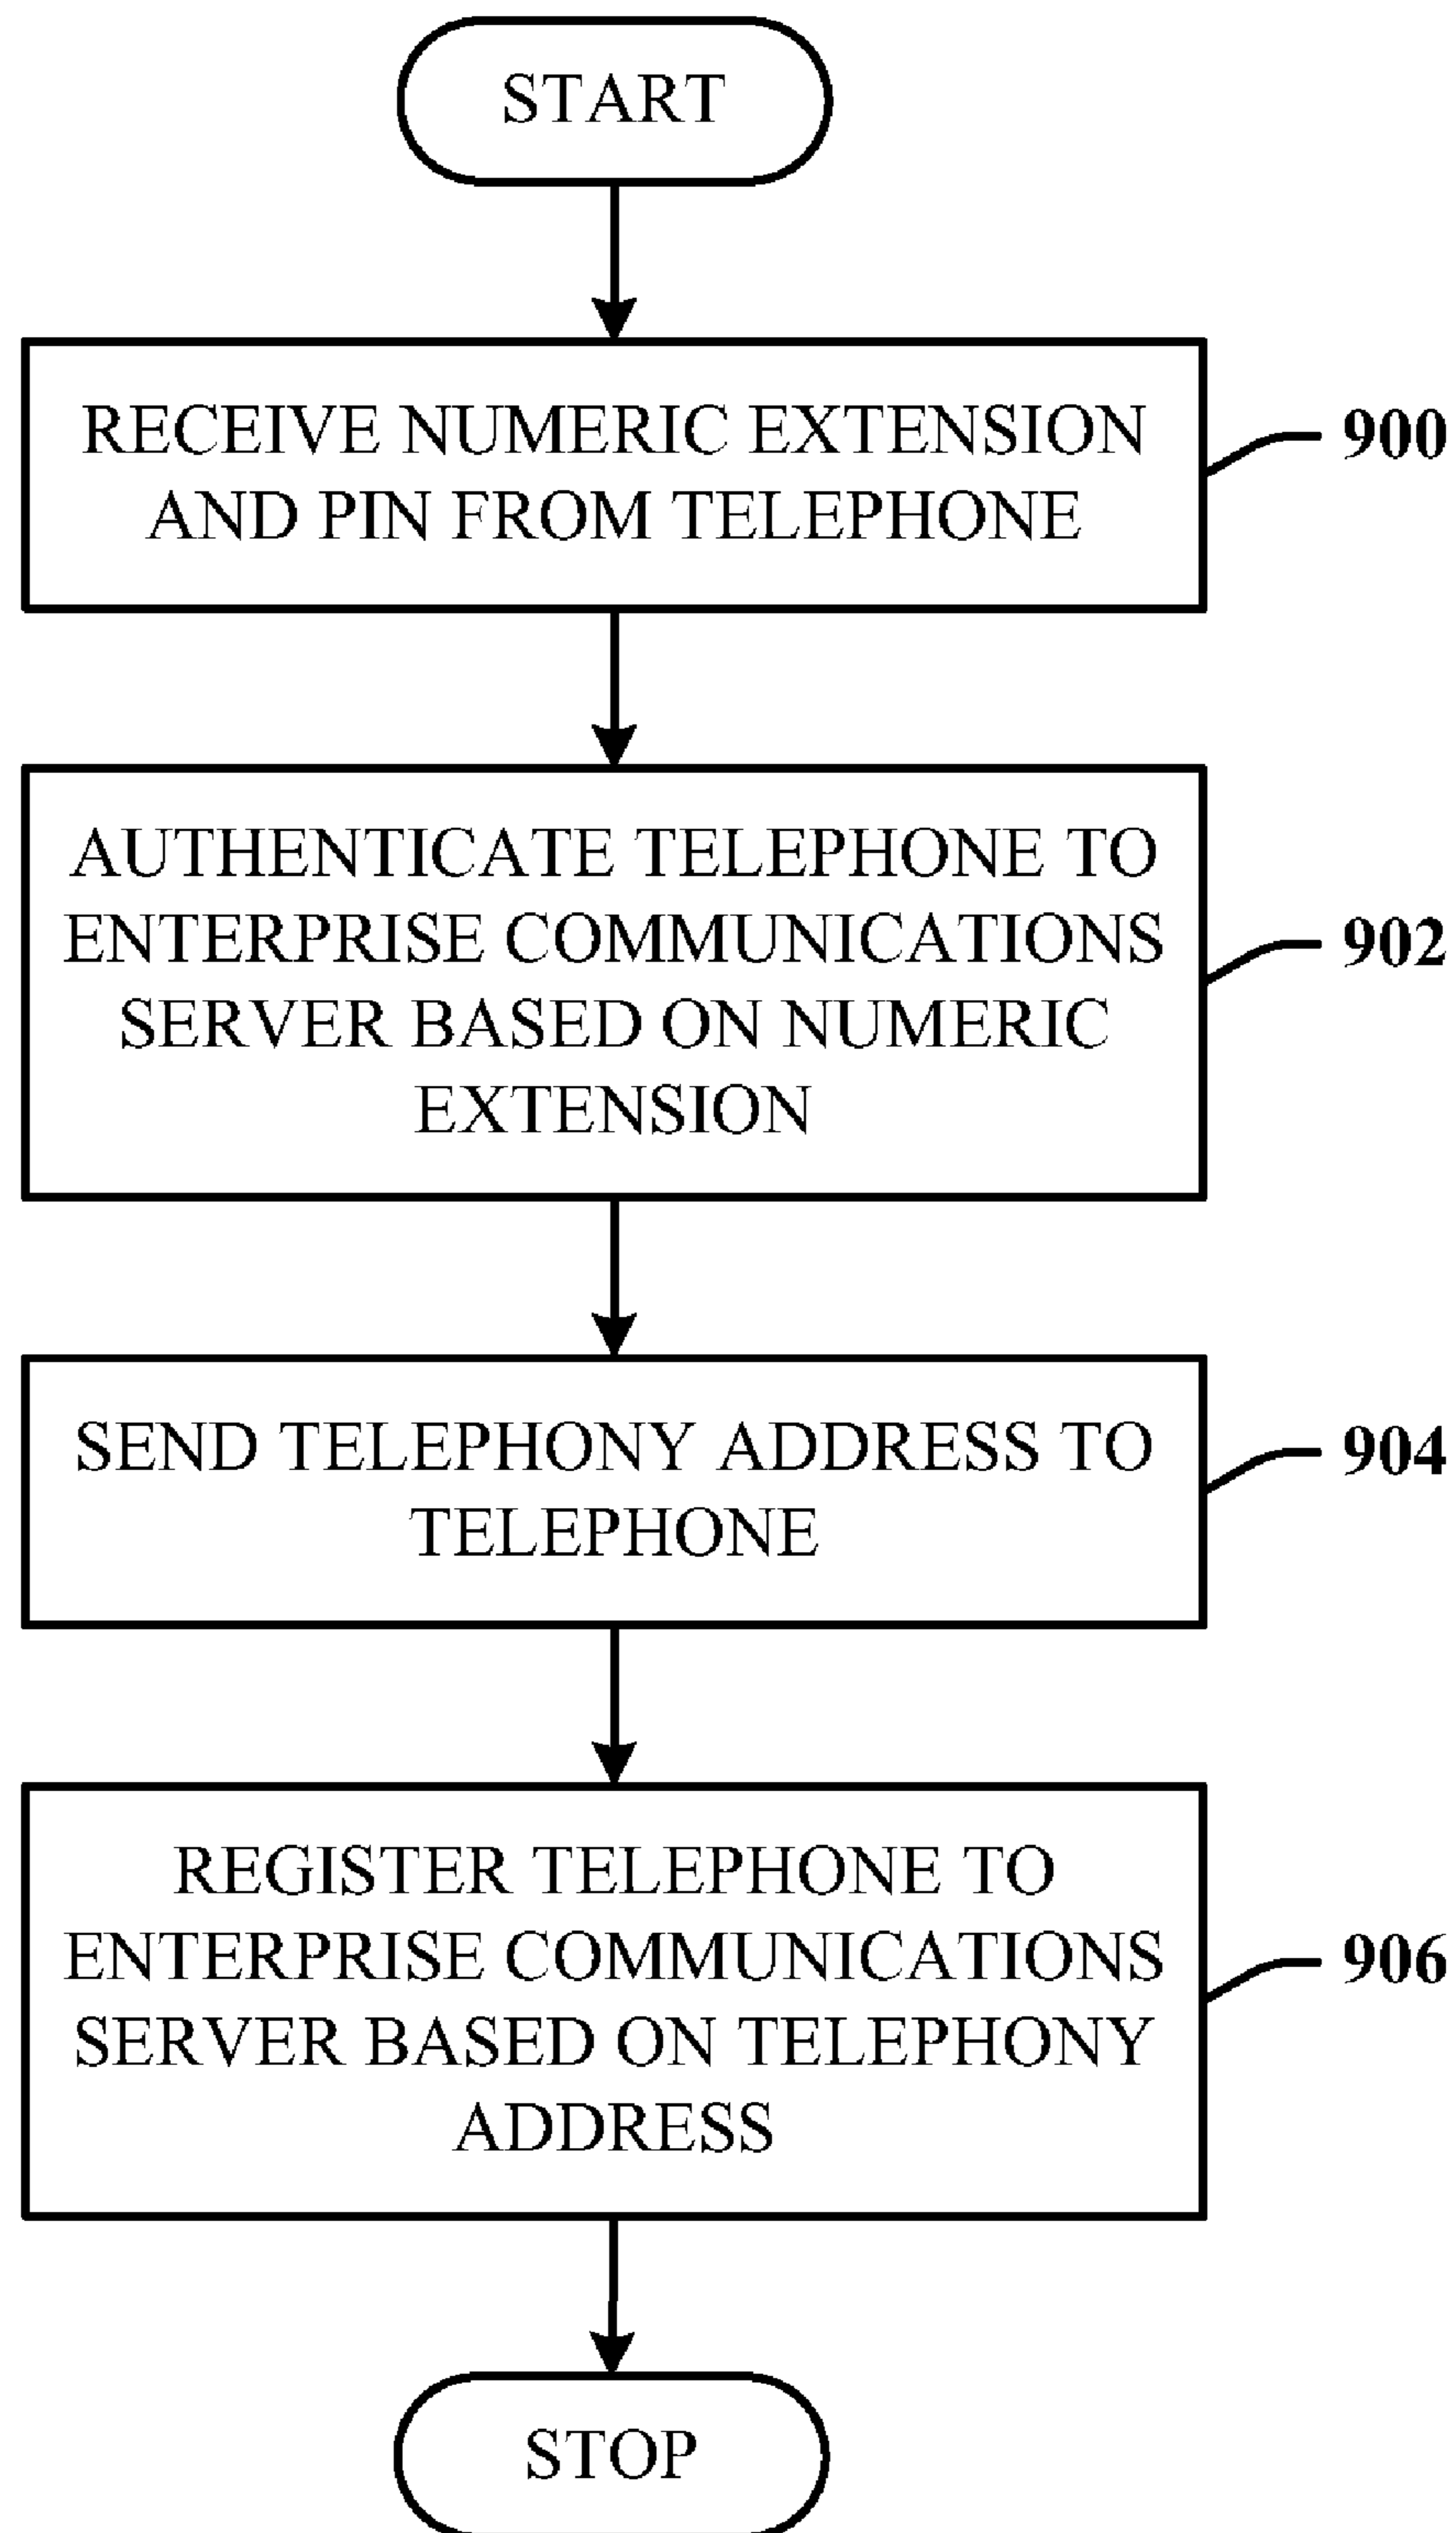 START
RECEIVE NUMERIC EXTENSION
AND PIN FROM TELEPHONE
900
AUTHENTICATE TELEPHONE TO
ENTERPRISE COMMUNICATIONS
SERVER BASED ON NUMERIC
EXTENSION
902
SEND TELEPHONY ADDRESS TO
TELEPHONE
904
REGISTER TELEPHONE TO
ENTERPRISE COMMUNICATIONS
SERVER BASED ON TELEPHONY
ADDRESS
906
STOP